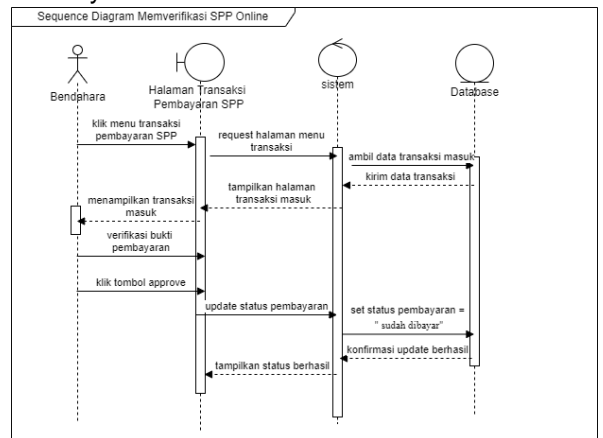 Sequence Diagram Memverifikasi SPP Online
Bendahara
Halaman Transaksi
Pembayaran SPP
sistem
Database
klik menu transaksi
pembayaran SPP
request halaman menu
transaksi
ambil data transaksi masuk
kirim data transaksi
tampilkan halaman
transaksi masuk
menampilkan transaksi
masuk
verifikasi bukti
pembayaran
klik tombol approve
update status pembayaran
set status pembayaran =
" sudah dibayar"
konfirmasi update berhasil
tampilkan status berhasil